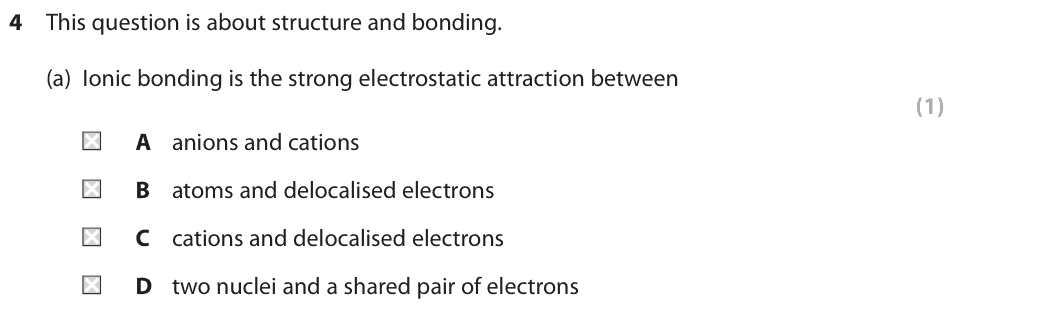 4 This question is about structure and bonding.
(a) Ionic bonding is the strong electrostatic attraction between
(1)
A anions and cations
B atoms and delocalised electrons
C cations and delocalised electrons
D two nuclei and a shared pair of electrons